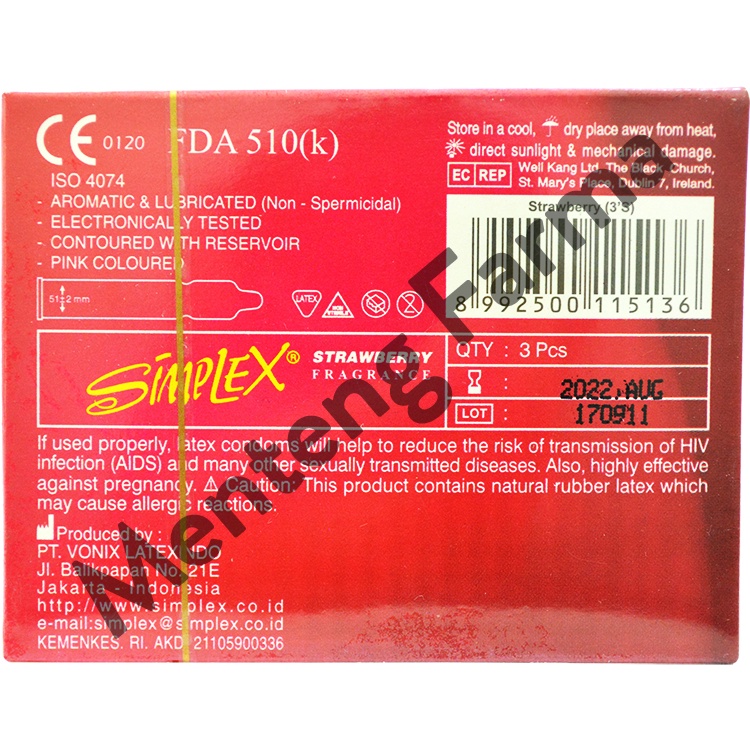 CE 0120 FDA 510(k)
ISO 4074
- AROMATIC & LUBRICATED (Non - Spermicidal)
- ELECTRONICALLY TESTED
- CONTOURED WITH RESERVOIR
- PINK COLOURED
51±2 mm
LATEX
NON STERILE
2
Store in a cool, dry place away from heat,
direct sunlight & mechanical damage.
EC REP
Well Kang Ltd, The Black Church,
St. Mary's Place, Dublin 7, Ireland.
Strawberry (3'S)
8 992500 115136
SiMPLEX® STRAWBERRY
FRAGRANCE
QTY : 3 Pcs
: 2022,AUG
LOT : 170911
If used properly, latex condoms will help to reduce the risk of transmission of HIV
infection (AIDS) and many other sexually transmitted diseases. Also, highly effective
against pregnancy. ⚠ Caution: This product contains natural rubber latex which
may cause allergic reactions.
Produced by :
PT. VONIX LATEXINDO
Jl. Balikpapan No. 21E
Jakarta - Indonesia
http://www.simplex.co.id
e-mail:simplex@simplex.co.id
KEMENKES. RI. AKD 21105900336
Menteng Farma